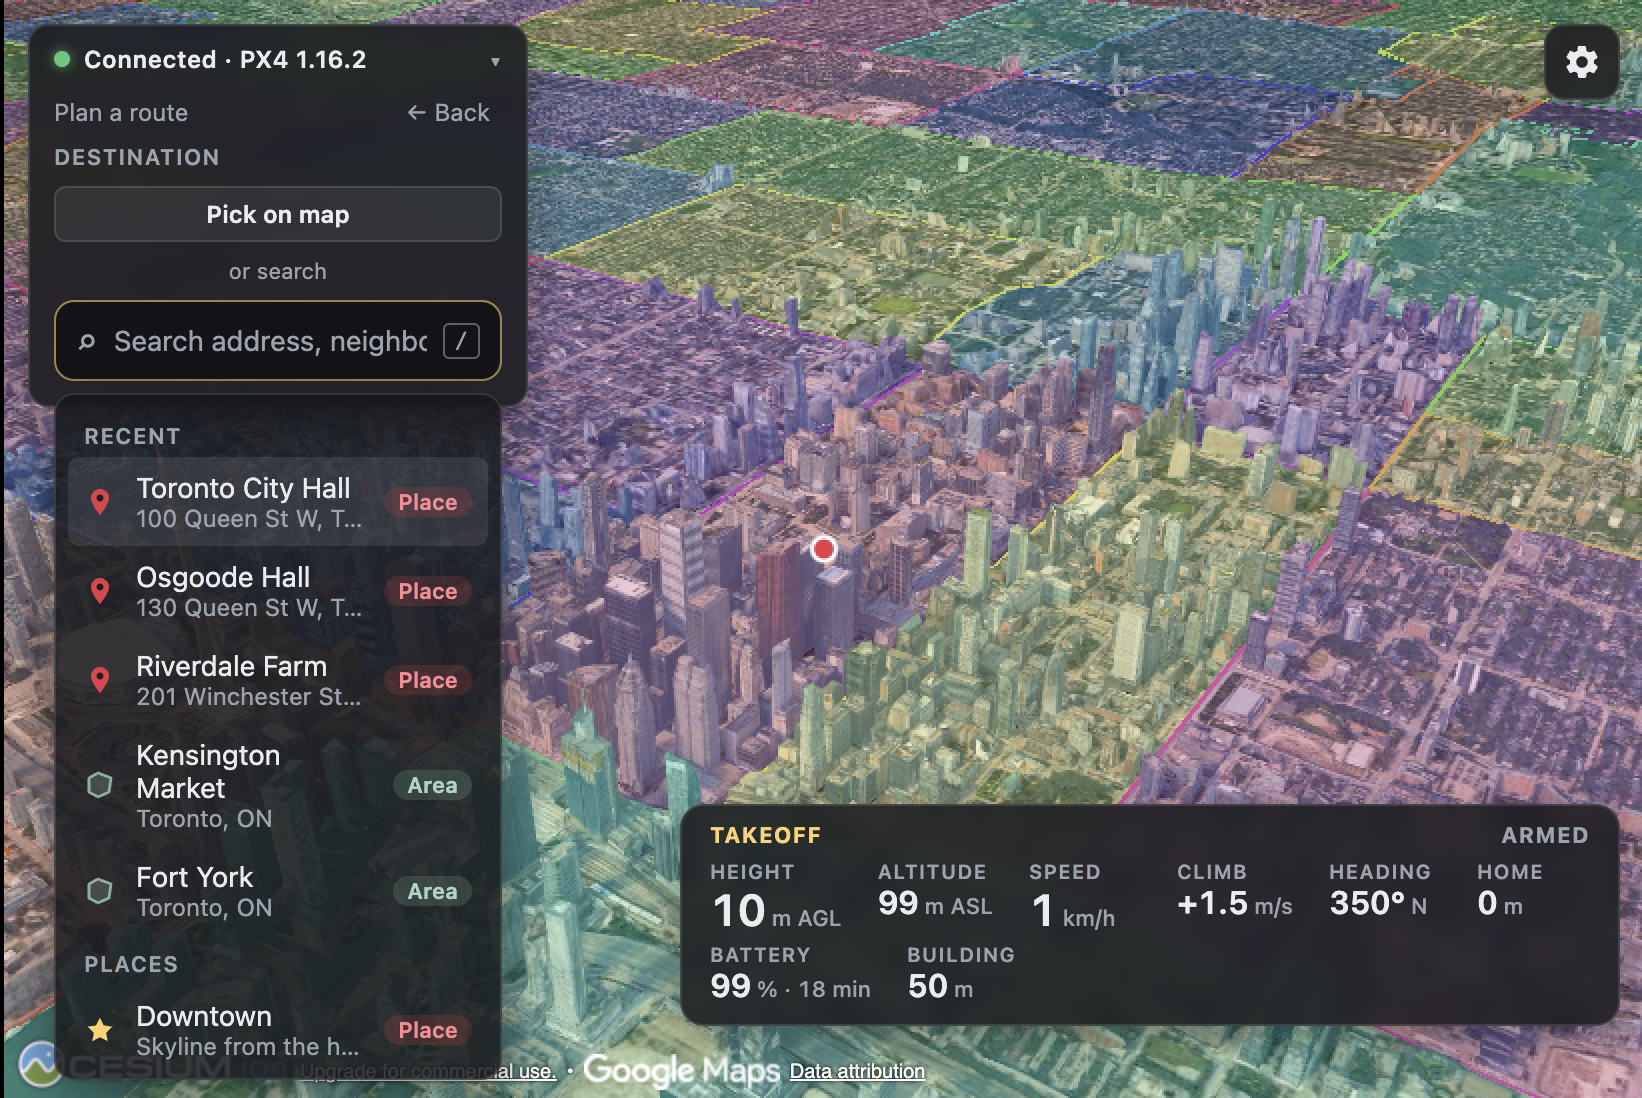 Connected · PX4 1.16.2
Plan a route
← Back
DESTINATION
Pick on map
or search
Search address, neighbo
/
RECENT
Toronto City Hall
100 Queen St W, T...
Place
Osgoode Hall
130 Queen St W, T...
Place
Riverdale Farm
201 Winchester St...
Place
Kensington
Market
Toronto, ON
Area
Fort York
Toronto, ON
Area
PLACES
Downtown
Skyline from the h...
Place
TAKEOFF
ARMED
HEIGHT
10 m AGL
ALTITUDE
99 m ASL
SPEED
1 km/h
CLIMB
+1.5 m/s
HEADING
350° N
HOME
0 m
BATTERY
99 % · 18 min
BUILDING
50 m
CESIUM ion
Upgrade for commercial use.
• Google Maps
Data attribution